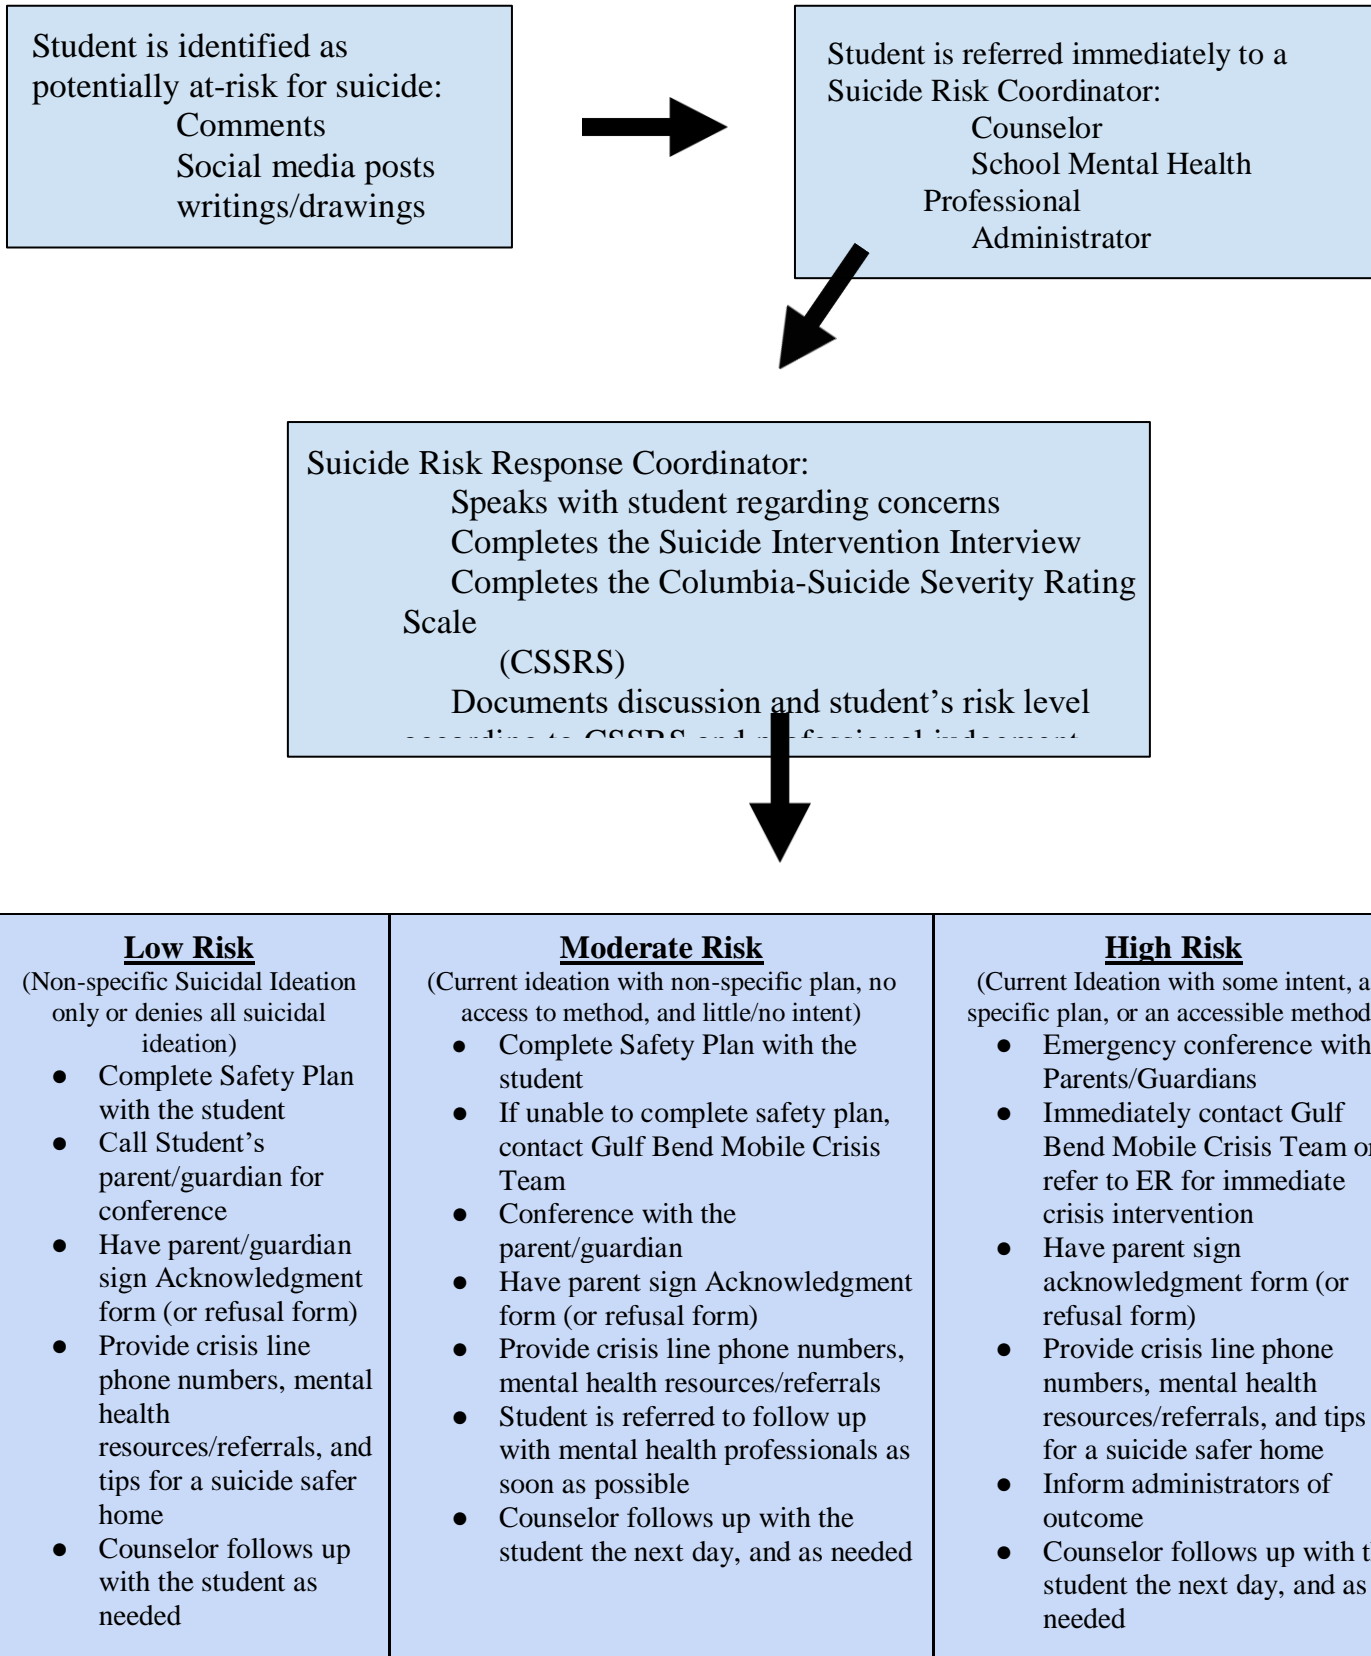 Student is identified as
potentially at-risk for suicide:
Comments
Social media posts
writings/drawings
Student is referred immediately to a
Suicide Risk Coordinator:
Counselor
School Mental Health
Professional
Administrator
Suicide Risk Response Coordinator:
Speaks with student regarding concerns
Completes the Suicide Intervention Interview
Completes the Columbia-Suicide Severity Rating
Scale
(CSSRS)
Documents discussion and student’s risk level
according to CSSRS and professional judgement
Low Risk
(Non-specific Suicidal Ideation
only or denies all suicidal
ideation)
● Complete Safety Plan
with the student
● Call Student’s
parent/guardian for
conference
● Have parent/guardian
sign Acknowledgment
form (or refusal form)
● Provide crisis line
phone numbers, mental
health
resources/referrals, and
tips for a suicide safer
home
● Counselor follows up
with the student as
needed
Moderate Risk
(Current ideation with non-specific plan, no
access to method, and little/no intent)
● Complete Safety Plan with the
student
● If unable to complete safety plan,
contact Gulf Bend Mobile Crisis
Team
● Conference with the
parent/guardian
● Have parent sign Acknowledgment
form (or refusal form)
● Provide crisis line phone numbers,
mental health resources/referrals
● Student is referred to follow up
with mental health professionals as
soon as possible
● Counselor follows up with the
student the next day, and as needed
High Risk
(Current Ideation with some intent, a
specific plan, or an accessible method
● Emergency conference with
Parents/Guardians
● Immediately contact Gulf
Bend Mobile Crisis Team or
refer to ER for immediate
crisis intervention
● Have parent sign
acknowledgment form (or
refusal form)
● Provide crisis line phone
numbers, mental health
resources/referrals, and tips
for a suicide safer home
● Inform administrators of
outcome
● Counselor follows up with
student the next day, and as
needed